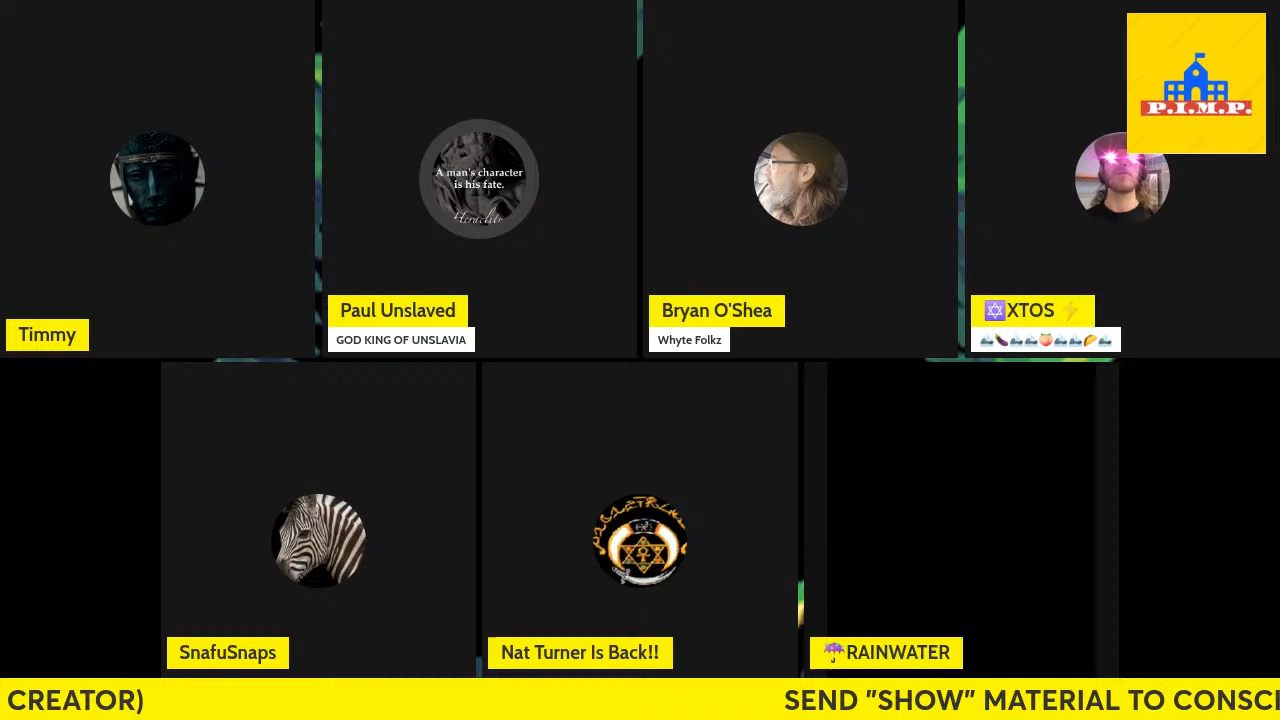 P.I.M.P.
A man's character
is his fate.
Heraclitv
Timmy
Paul Unslaved
GOD KING OF UNSLAVIA
Bryan O'Shea
Whyte Folkz
✡XTOS ⚡
SnafuSnaps
Nat Turner Is Back!!
☔RAINWATER
CREATOR)
SEND "SHOW" MATERIAL TO CONSCI